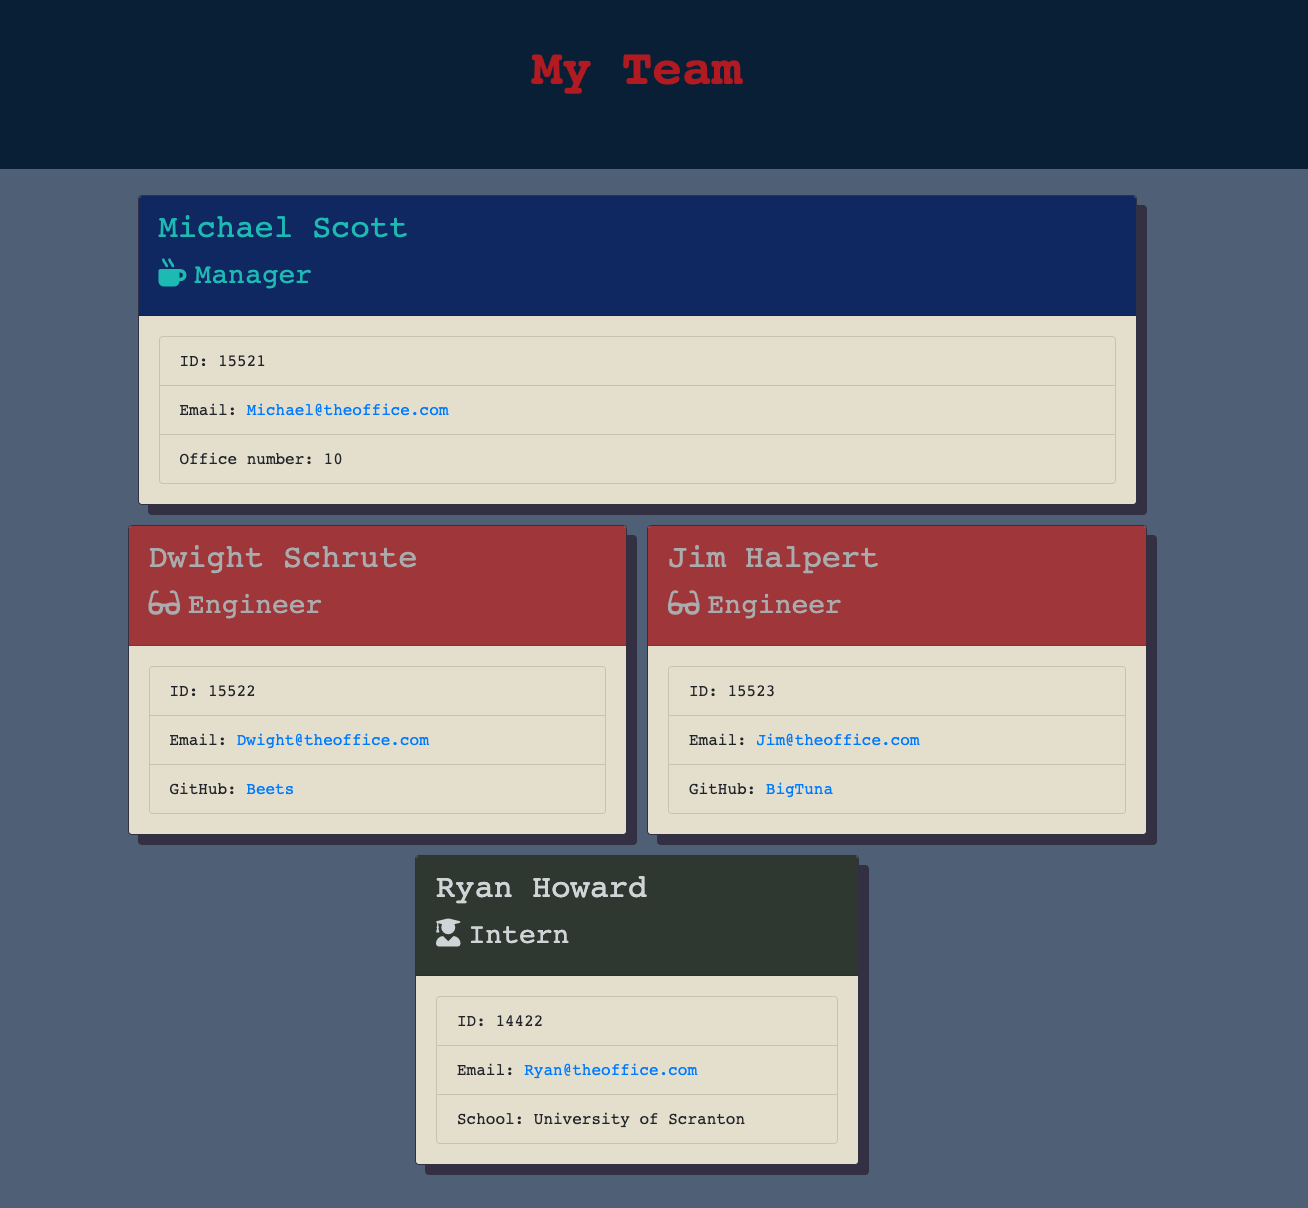 My Team
Michael Scott
Manager
ID: 15521
Email: Michael@theoffice.com
Office number: 10
Dwight Schrute
Engineer
ID: 15522
Email: Dwight@theoffice.com
GitHub: Beets
Jim Halpert
Engineer
ID: 15523
Email: Jim@theoffice.com
GitHub: BigTuna
Ryan Howard
Intern
ID: 14422
Email: Ryan@theoffice.com
School: University of Scranton